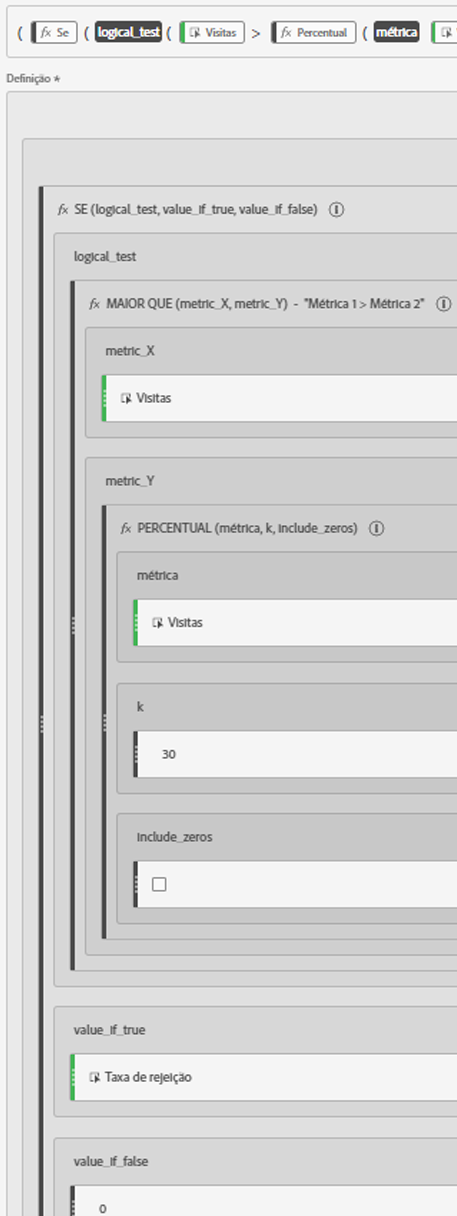 ( fx Se ( logical_test ( Visitas > fx Percentual ( métrica
Definição *
fx SE (logical_test, value_if_true, value_if_false)
logical_test
fx MAIOR QUE (metric_X, metric_Y) - "Métrica 1 > Métrica 2"
metric_X
Visitas
metric_Y
fx PERCENTUAL (métrica, k, include_zeros)
métrica
Visitas
k
30
include_zeros
value_if_true
Taxa de rejeição
value_if_false
0